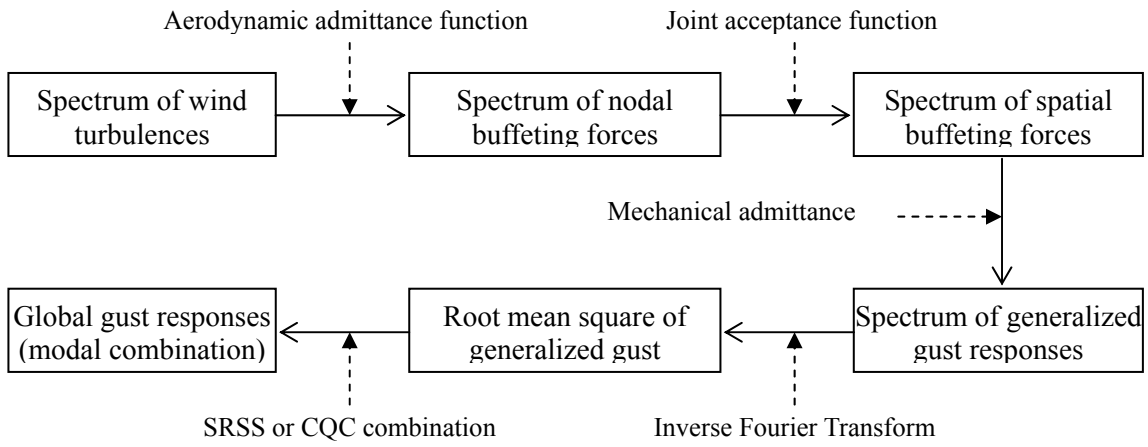 Aerodynamic admittance function
Joint acceptance function
Spectrum of wind
turbulences
Spectrum of nodal
buffeting forces
Spectrum of spatial
buffeting forces
Mechanical admittance
Global gust responses
(modal combination)
Root mean square of
generalized gust
Spectrum of generalized
gust responses
SRSS or CQC combination
Inverse Fourier Transform